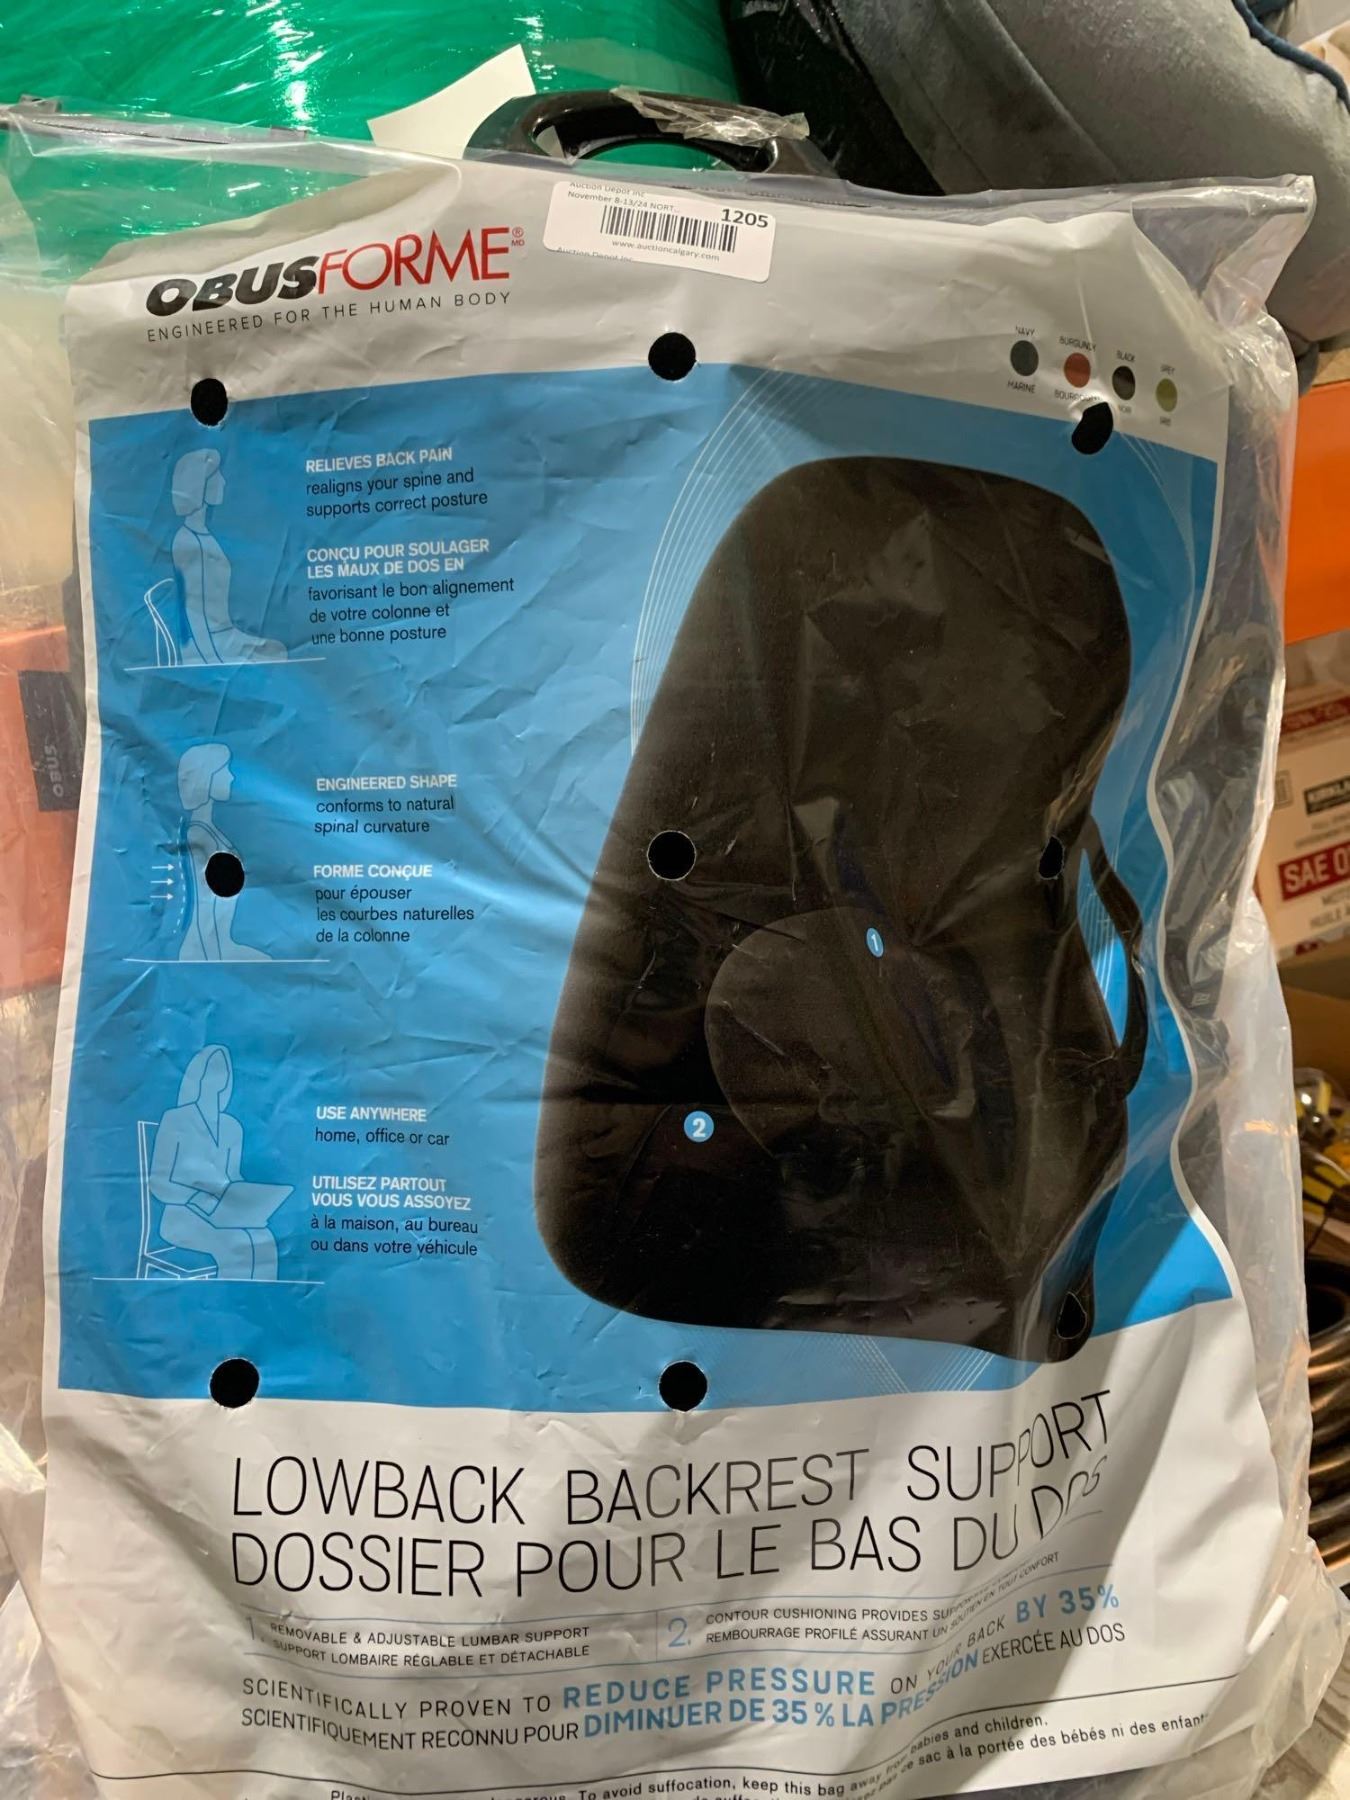 Auction Depot Inc
November 8-13/24 NORT...
1205
www.auctioncalgary.com
Auction Depot Inc
OBUSFORME® MD
ENGINEERED FOR THE HUMAN BODY
NAVY
BURGUNDY
BLACK
GREY
MARINE
NOIR
GRIS
RELIEVES BACK PAIN
realigns your spine and
supports correct posture
CONÇU POUR SOULAGER
LES MAUX DE DOS EN
favorisant le bon alignement
de votre colonne et
une bonne posture
OBUS
ENGINEERED SHAPE
conforms to natural
spinal curvature
FORME CONÇUE
pour épouser
les courbes naturelles
de la colonne
1
2
USE ANYWHERE
home, office or car
UTILISEZ PARTOUT
VOUS VOUS ASSOYEZ
à la maison, au bureau
ou dans votre véhicule
SAE
LOWBACK BACKREST SUPPORT
DOSSIER POUR LE BAS DU DOS
1. REMOVABLE & ADJUSTABLE LUMBAR SUPPORT
SUPPORT LOMBAIRE RÉGLABLE ET DÉTACHABLE
2. CONTOUR CUSHIONING PROVIDES
REMBOURRAGE PROFILÉ ASSURANT UN SOUTIEN EN TOUT CONFORT
SCIENTIFICALLY PROVEN TO REDUCE PRESSURE ON YOUR BACK BY 35%
SCIENTIFIQUEMENT RECONNU POUR DIMINUER DE 35 % LA PRESSION EXERCÉE AU DOS
To avoid suffocation, keep this bag away from babies and children.
ce sac à la portée des bébés ni des enfants